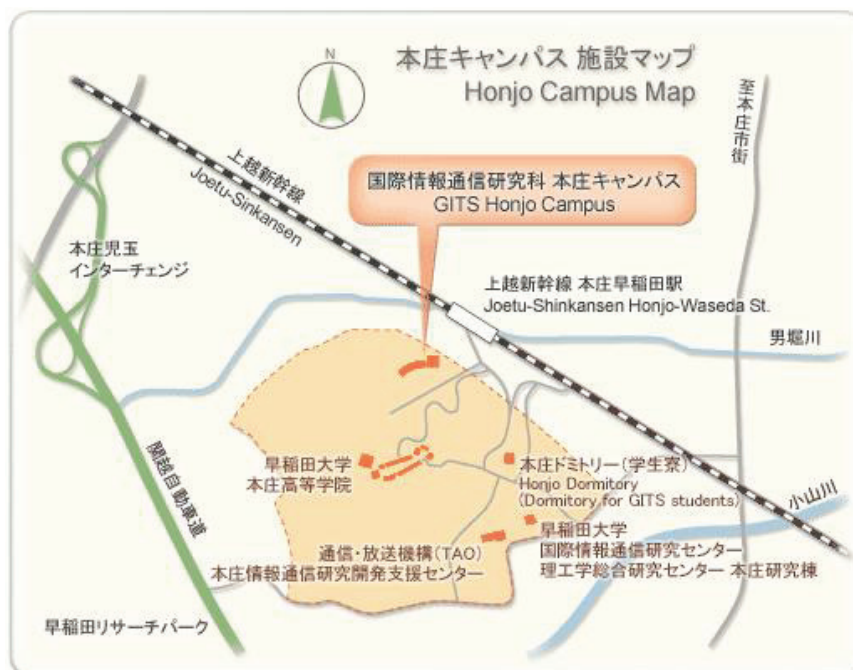 本庄キャンパス 施設マップ
Honjo Campus Map
N
至本庄市街
上越新幹線
Joetu-Sinkansen
国際情報通信研究科 本庄キャンパス
GITS Honjo Campus
本庄児玉
インターチェンジ
上越新幹線 本庄早稲田駅
Joetu-Shinkansen Honjo-Waseda St.
男堀川
関越自動車道
早稲田大学
本庄高等学院
本庄ドミトリー(学生寮)
Honjo Dormitory
(Dormitory for GITS students)
小山川
通信・放送機構(TAO)
本庄情報通信研究開発支援センター
早稲田大学
国際情報通信研究センター
理工学総合研究センター 本庄研究棟
早稲田リサーチパーク